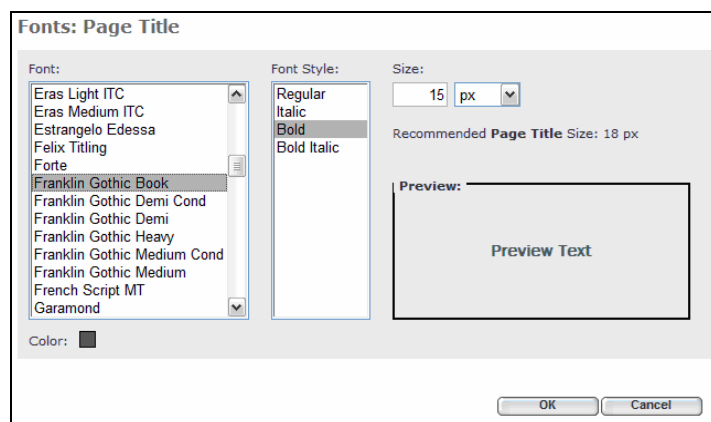 Fonts: Page Title
Font:
Eras Light ITC
Eras Medium ITC
Estrangelo Edessa
Felix Titling
Forte
Franklin Gothic Book
Franklin Gothic Demi Cond
Franklin Gothic Demi
Franklin Gothic Heavy
Franklin Gothic Medium Cond
Franklin Gothic Medium
French Script MT
Garamond
Color:
Font Style:
Regular
Italic
Bold
Bold Italic
Size:
15 px
Recommended Page Title Size: 18 px
Preview:
Preview Text
OK Cancel